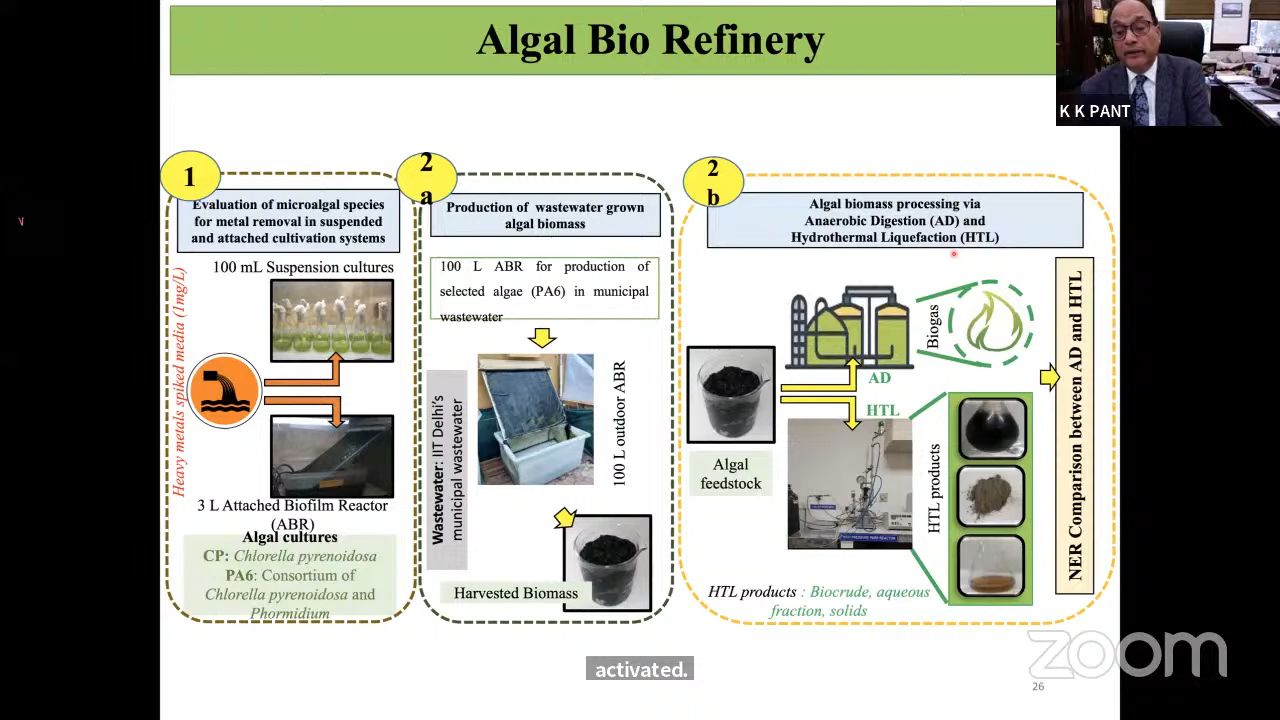 Algal Bio Refinery
K K PANT
1
Evaluation of microalgal species
for metal removal in suspended
and attached cultivation systems
Heavy metals spiked media (1mg/L)
100 mL Suspension cultures
3 L Attached Biofilm Reactor
(ABR)
Algal cultures
CP: Chlorella pyrenoidosa
PA6: Consortium of
Chlorella pyrenoidosa and
Phormidium
2
a
Production of wastewater grown
algal biomass
100 L ABR for production of
selected algae (PA6) in municipal
wastewater
Wastewater: IIT Delhi's
municipal wastewater
100 L outdoor ABR
Harvested Biomass
2
b
Algal biomass processing via
Anaerobic Digestion (AD) and
Hydrothermal Liquefaction (HTL)
Algal
feedstock
AD
HTL
Biogas
HTL products
HTL products : Biocrude, aqueous
fraction, solids
NER Comparison between AD and HTL
activated.
zoom
26